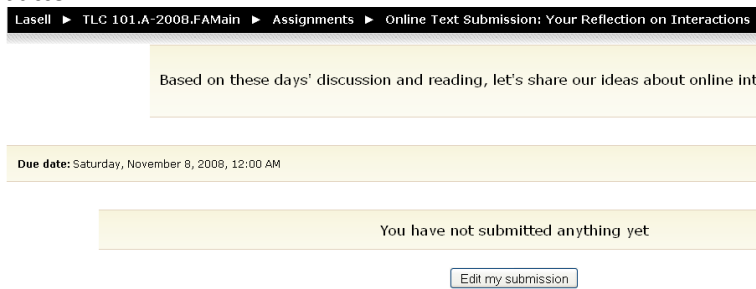 Lasell ► TLC 101.A-2008.FAMain ► Assignments ► Online Text Submission: Your Reflection on Interactions
Based on these days' discussion and reading, let's share our ideas about online int
Due date: Saturday, November 8, 2008, 12:00 AM
You have not submitted anything yet
Edit my submission